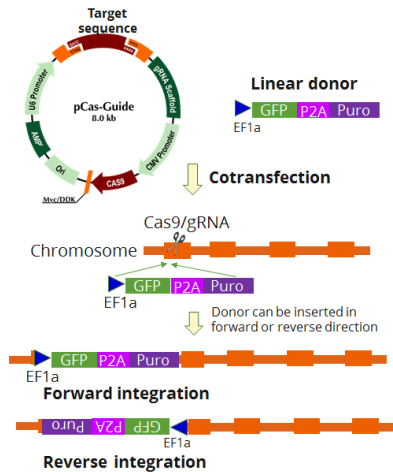 Target
sequence
U6 Promoter
gRNA Scaffold
pCas-Guide
8.0 kb
AMP
CMV Promoter
Ori
CAS9
Myc/DDK
Linear donor
GFP P2A Puro
EF1a
Cotransfection
Cas9/gRNA
Chromosome
GFP P2A Puro
EF1a
Donor can be inserted in
forward or reverse direction
GFP P2A Puro
EF1a
Forward integration
Puro P2A GFP
EF1a
Reverse integration